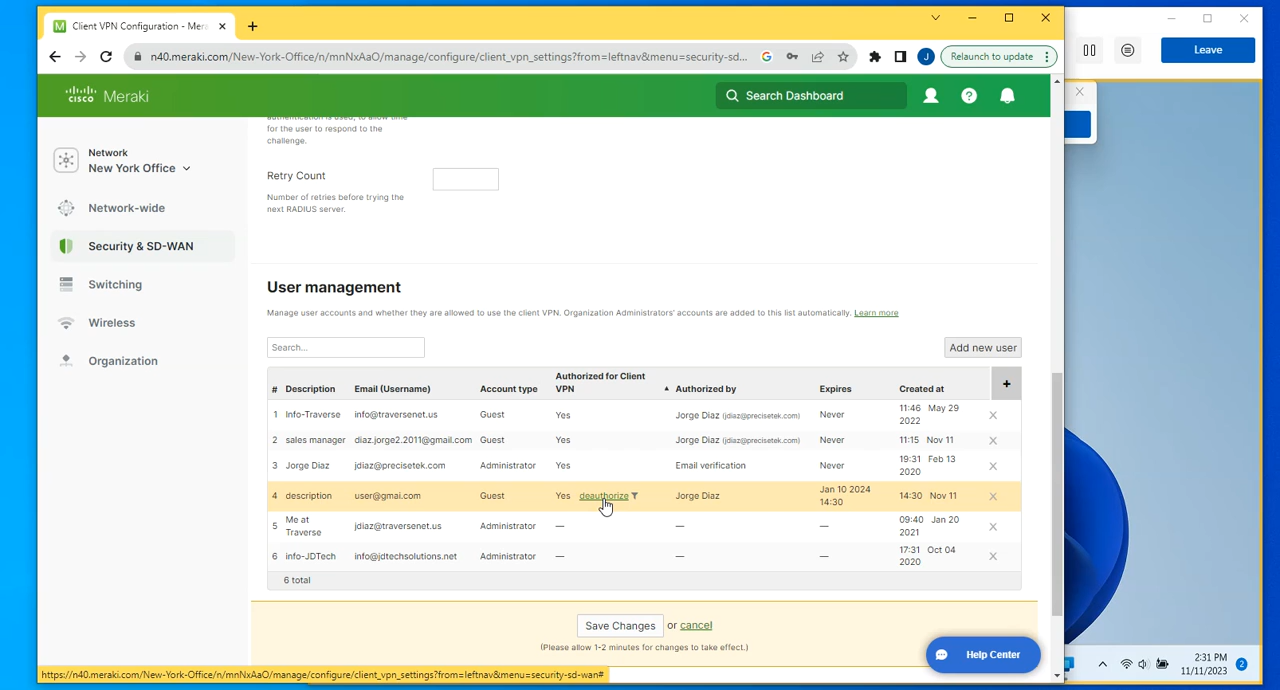 Client VPN Configuration - Mera
n40.meraki.com/New-York-Office/n/mnNxAaO/manage/configure/client_vpn_settings?from=leftnav&menu=security-sd...
Relaunch to update
J
Leave
CISCO Meraki
Search Dashboard
Network
New York Office
Network-wide
Security & SD-WAN
Switching
Wireless
Organization
authentication is used, to allow time
for the user to respond to the
challenge.
Retry Count
Number of retries before trying the
next RADIUS server.
User management
Manage user accounts and whether they are allowed to use the client VPN. Organization Administrators' accounts are added to this list automatically. Learn more
Search...
Add new user
# Description Email (Username) Account type Authorized for Client VPN Authorized by Expires Created at +
1 Info-Traverse info@traversenet.us Guest Yes Jorge Diaz (jdiaz@precisetek.com) Never 11:46 May 29 2022 X
2 sales manager diaz.jorge2.2011@gmail.com Guest Yes Jorge Diaz (jdiaz@precisetek.com) Never 11:15 Nov 11 X
3 Jorge Diaz jdiaz@precisetek.com Administrator Yes Email verification Never 19:31 Feb 13 2020 X
4 description user@gmai.com Guest Yes deauthorize Jorge Diaz Jan 10 2024 14:30 14:30 Nov 11 X
5 Me at Traverse jdiaz@traversenet.us Administrator — — — 09:40 Jan 20 2021 X
6 info-JDTech info@jdtechsolutions.net Administrator — — — 17:31 Oct 04 2020 X
6 total
Save Changes or cancel
(Please allow 1-2 minutes for changes to take effect.)
Help Center
https://n40.meraki.com/New-York-Office/n/mnNxAaO/manage/configure/client_vpn_settings?from=leftnav&menu=security-sd-wan#
2:31 PM
11/11/2023
2